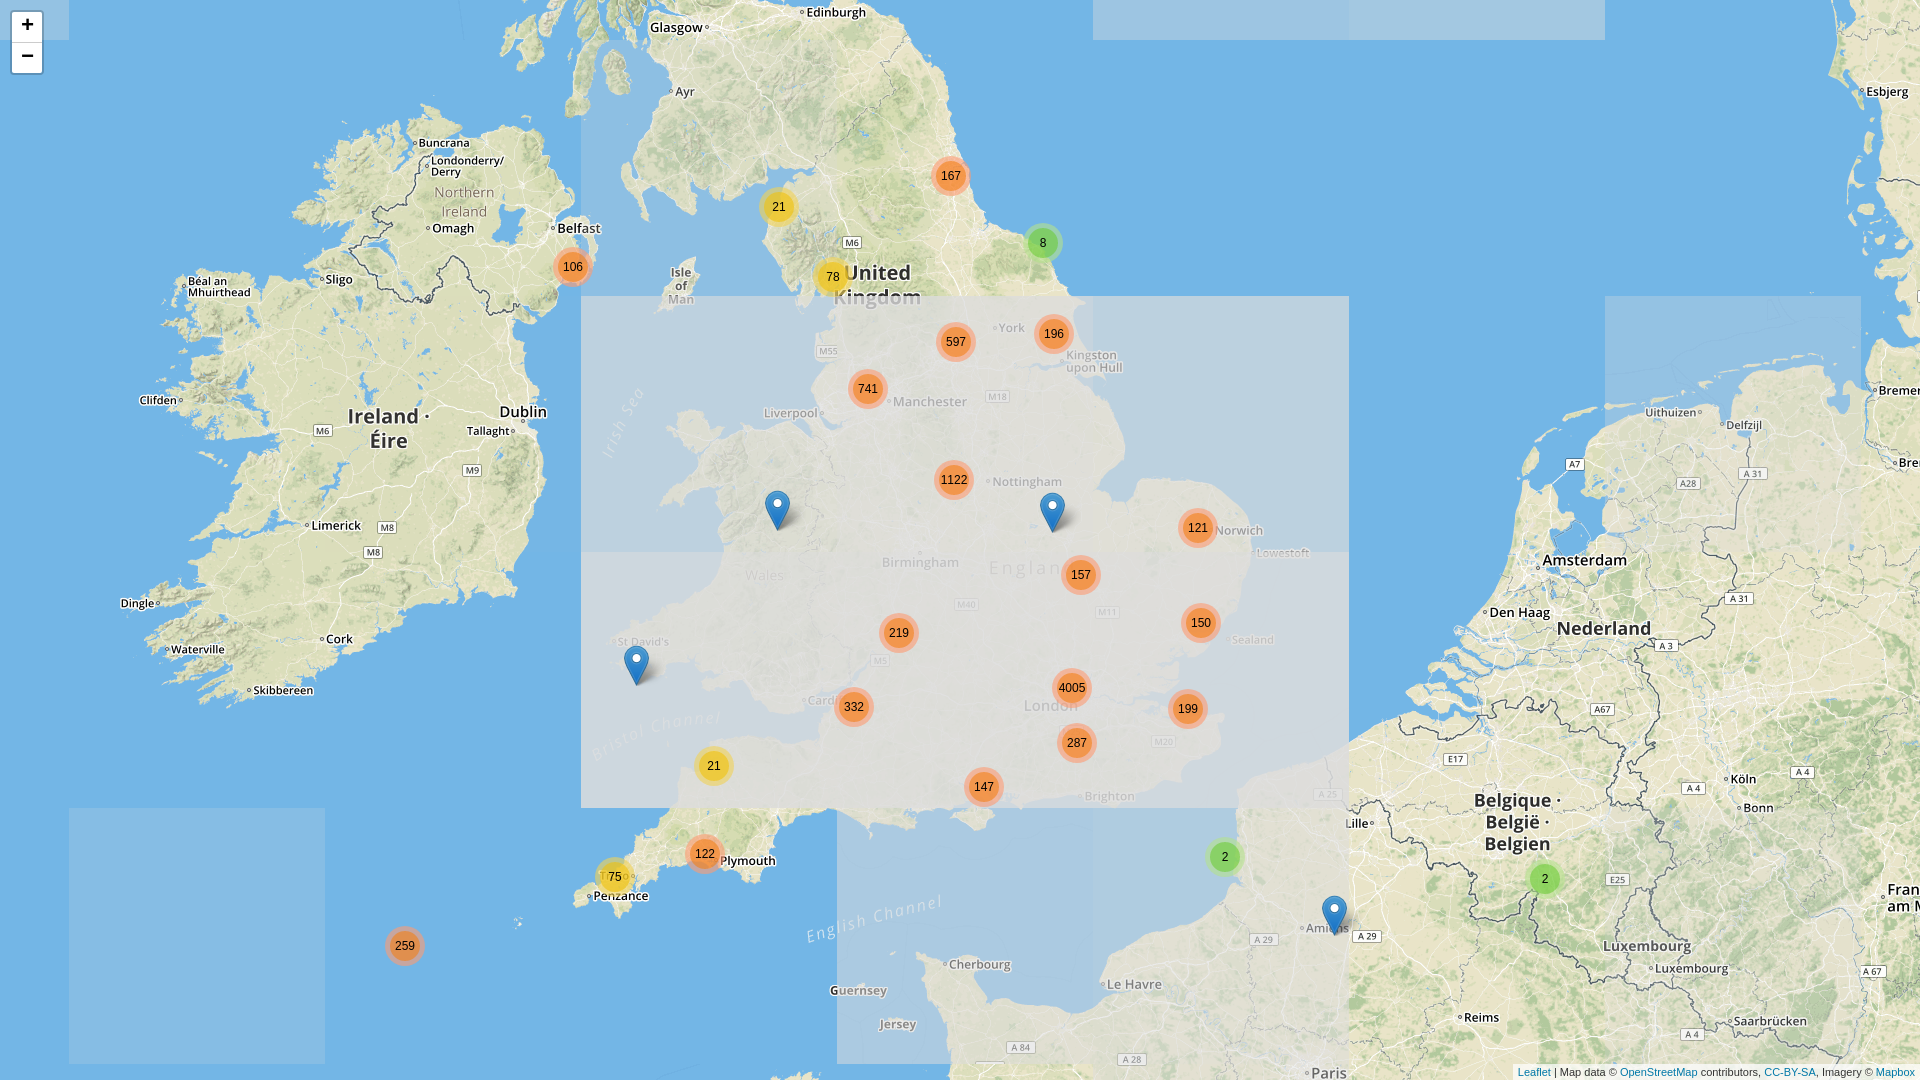 +
−
Edinburgh
Glasgow
Ayr
Esbjerg
Buncrana
Londonderry/
Derry
Northern
Ireland
Omagh
Belfast
167
21
M6
8
106
78
United
Kingdom
Isle
of
Man
Sligo
Béal an
Mhuirthead
York
196
597
M55
Kingston
upon Hull
741
Manchester
M18
Liverpool
Irish Sea
Clifden
Dublin
Tallaght
Ireland ·
Éire
M6
M9
Uithuizen
Delfzijl
A7
A 31
A28
1122
Nottingham
121
Norwich
Lowestoft
Limerick
M8
M8
Birmingham
Wales
157
Amsterdam
Dingle
M40
M11
A 31
Den Haag
Nederland
219
150
Sealand
Cork
St David's
Waterville
M5
A 3
Skibbereen
4005
London
332
199
A67
Bristol Channel
287
M20
E17
21
147
Brighton
A 25
Köln
A 4
A 4
Bonn
Belgique ·
België ·
Belgien
Lille
122
Plymouth
2
75
Penzance
2
E25
English Channel
259
A 29
A 29
Luxembourg
Luxembourg
A 67
Cherbourg
Le Havre
Guernsey
Jersey
Reims
Saarbrücken
A 84
A 28
A 4
Paris
Leaflet | Map data © OpenStreetMap contributors, CC-BY-SA, Imagery © Mapbox